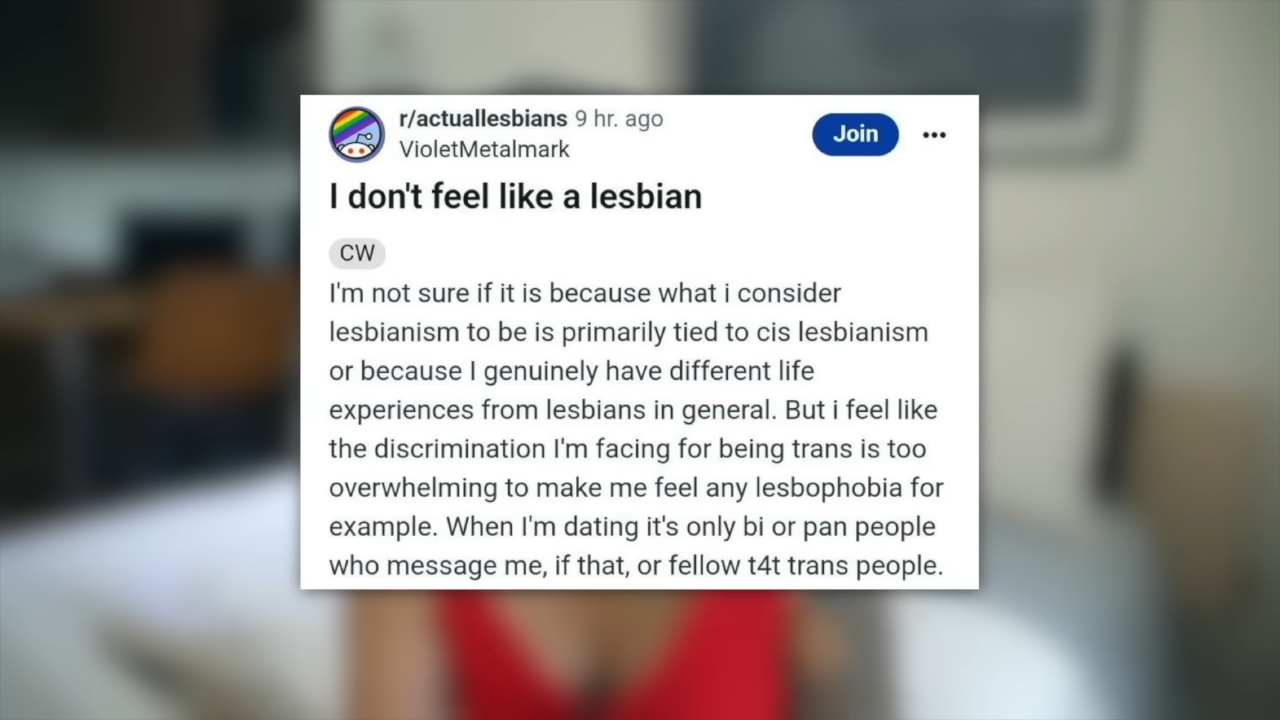 r/actuallesbians 9 hr. ago
VioletMetalmark
Join
I don't feel like a lesbian
CW
I'm not sure if it is because what i consider
lesbianism to be is primarily tied to cis lesbianism
or because I genuinely have different life
experiences from lesbians in general. But i feel like
the discrimination I'm facing for being trans is too
overwhelming to make me feel any lesbophobia for
example. When I'm dating it's only bi or pan people
who message me, if that, or fellow t4t trans people.